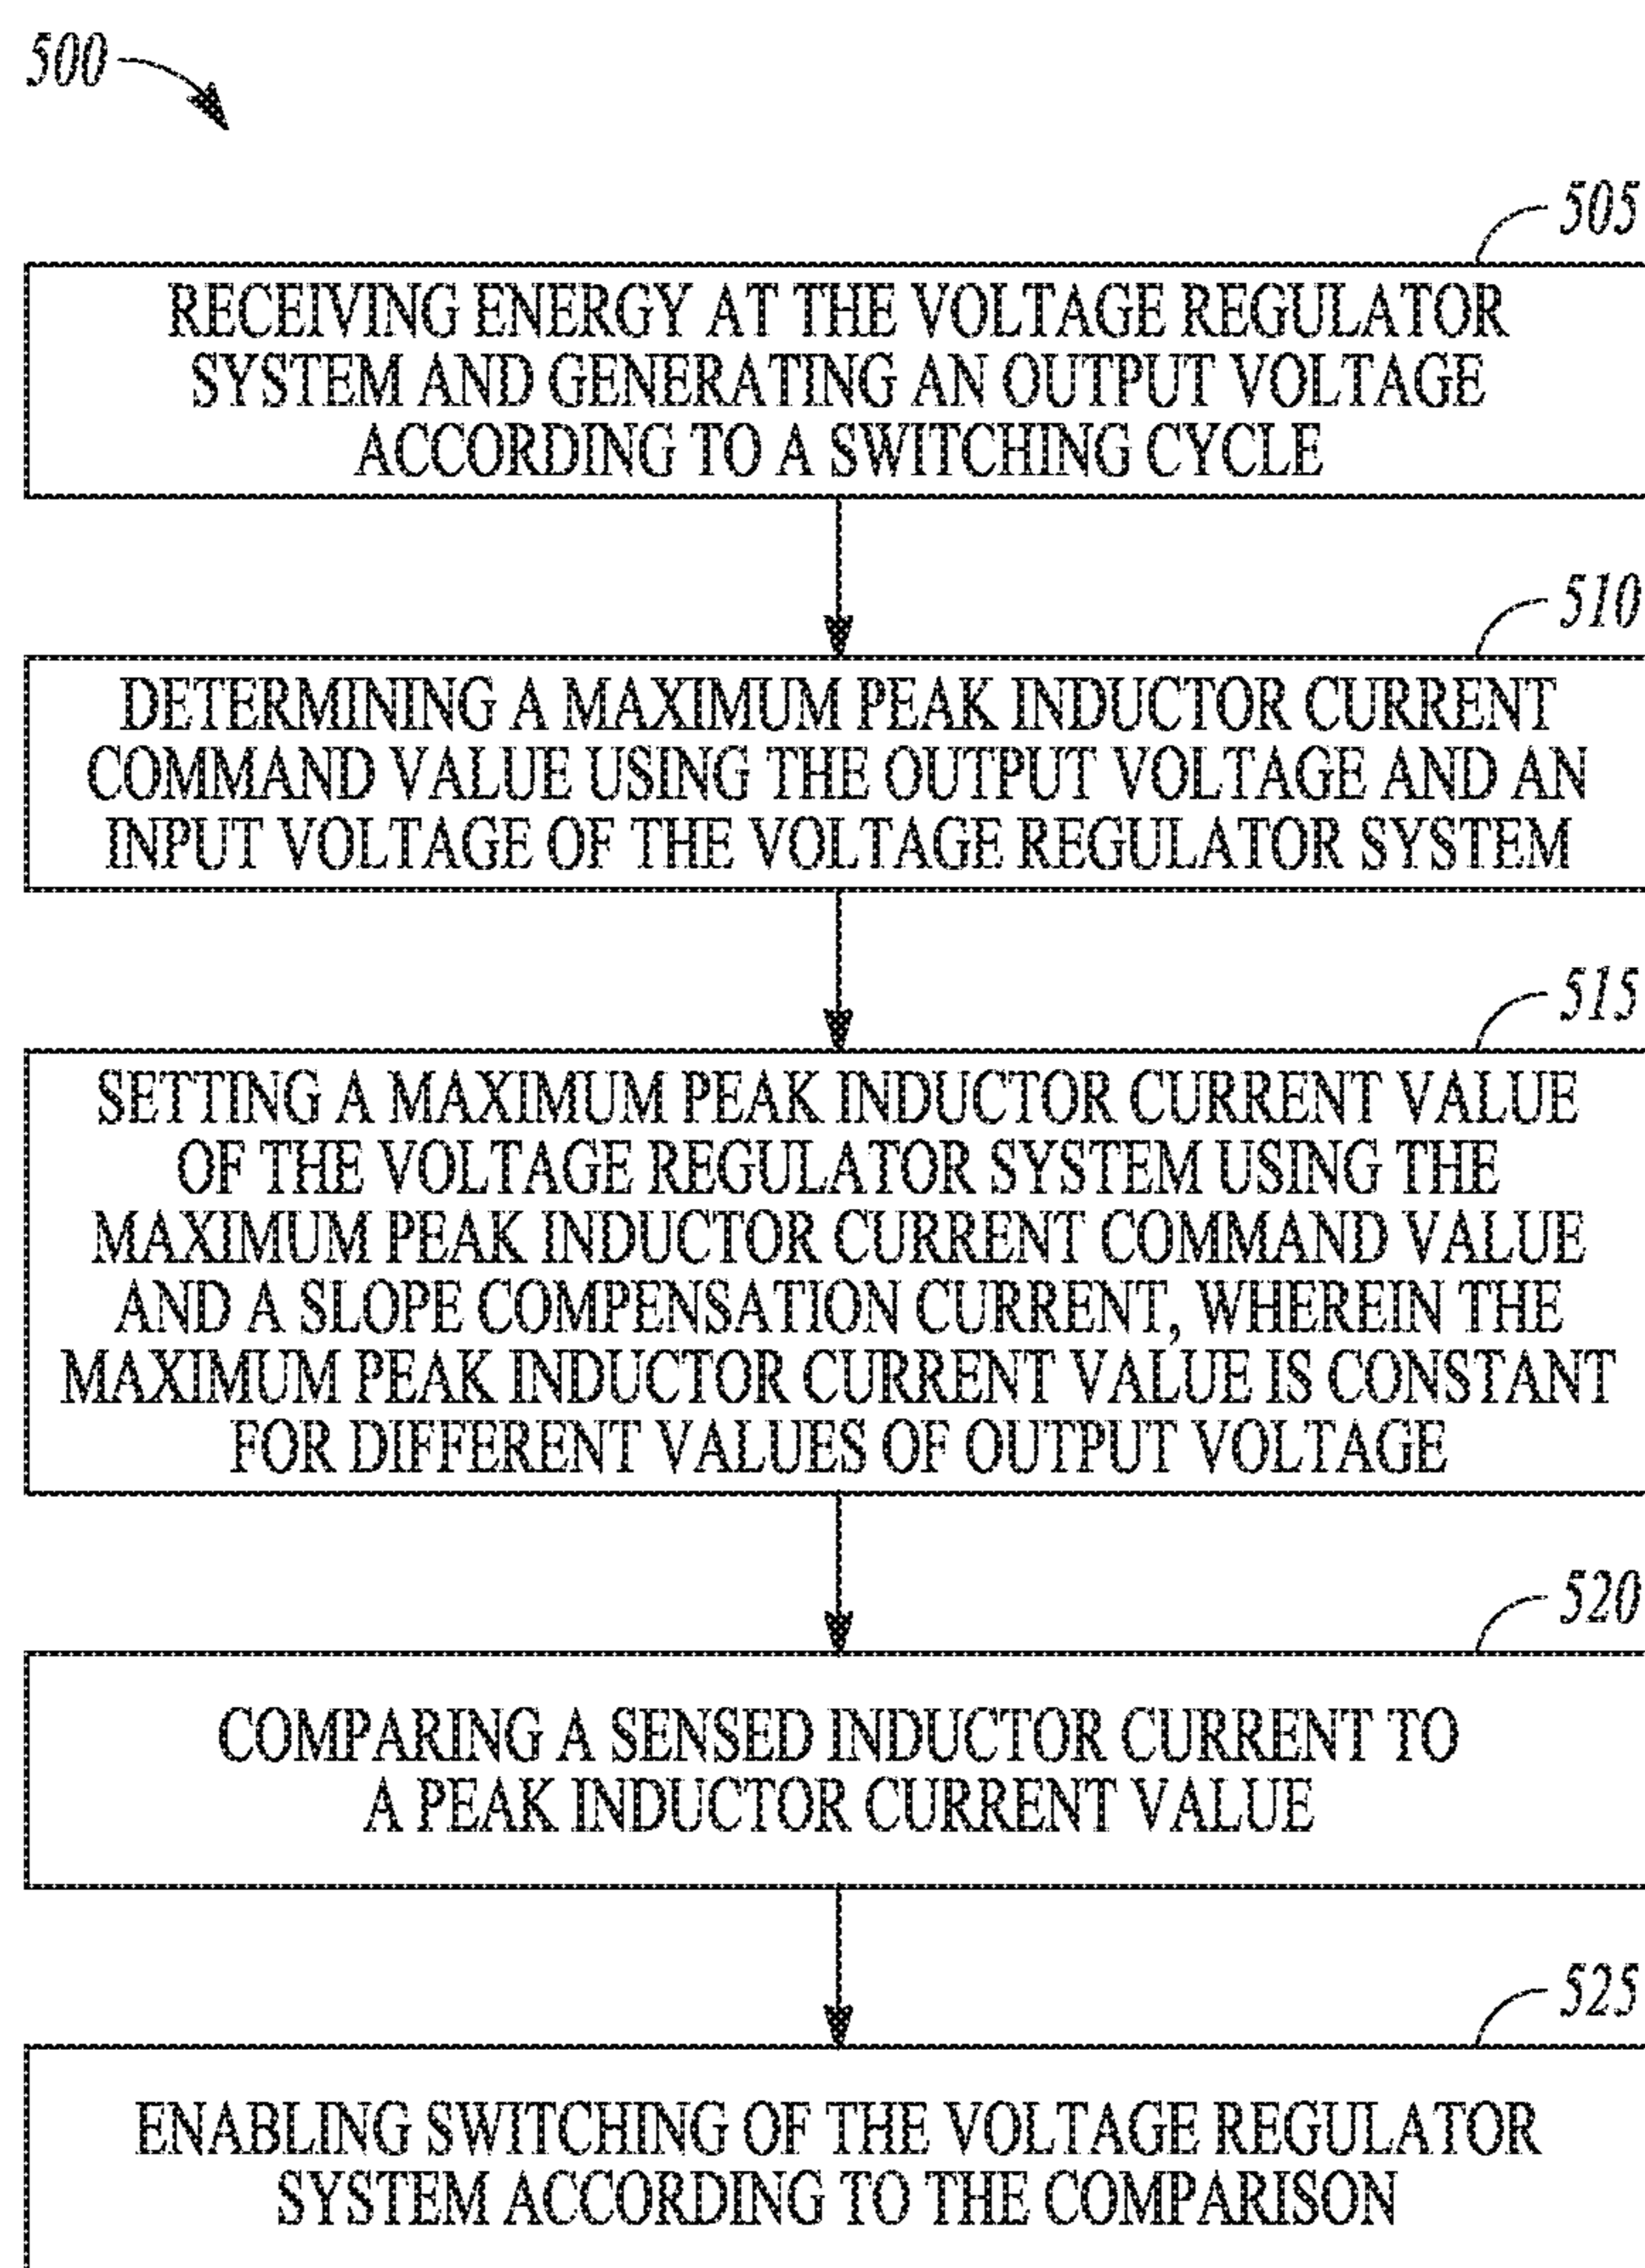 500
505
RECEIVING ENERGY AT THE VOLTAGE REGULATOR
SYSTEM AND GENERATING AN OUTPUT VOLTAGE
ACCORDING TO A SWITCHING CYCLE
510
DETERMINING A MAXIMUM PEAK INDUCTOR CURRENT
COMMAND VALUE USING THE OUTPUT VOLTAGE AND AN
INPUT VOLTAGE OF THE VOLTAGE REGULATOR SYSTEM
515
SETTING A MAXIMUM PEAK INDUCTOR CURRENT VALUE
OF THE VOLTAGE REGULATOR SYSTEM USING THE
MAXIMUM PEAK INDUCTOR CURRENT COMMAND VALUE
AND A SLOPE COMPENSATION CURRENT, WHEREIN THE
MAXIMUM PEAK INDUCTOR CURRENT VALUE IS CONSTANT
FOR DIFFERENT VALUES OF OUTPUT VOLTAGE
520
COMPARING A SENSED INDUCTOR CURRENT TO
A PEAK INDUCTOR CURRENT VALUE
525
ENABLING SWITCHING OF THE VOLTAGE REGULATOR
SYSTEM ACCORDING TO THE COMPARISON